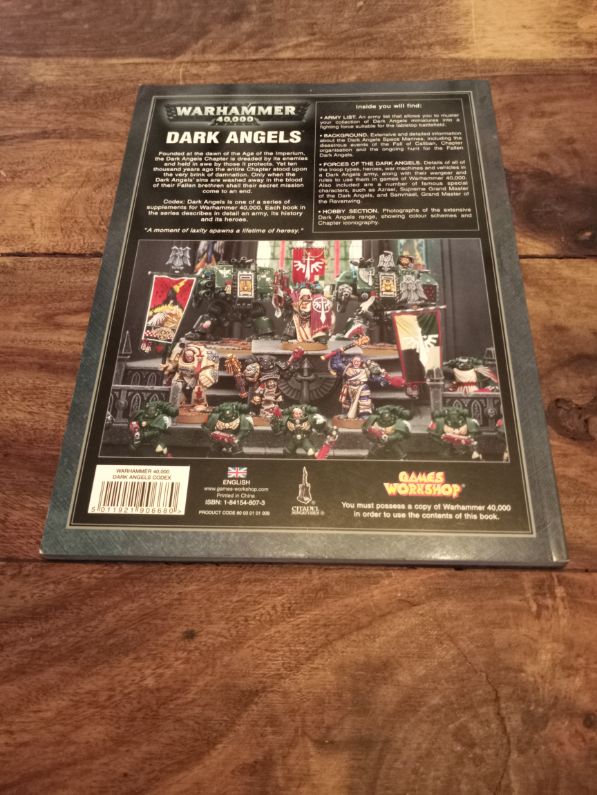 WARHAMMER
40,000
DARK ANGELS
Founded at the dawn of the Age of the Imperium,
the Dark Angels Chapter is dreaded by its enemies
and held in awe by those it protects. Yet ten
thousand years ago the entire Chapter stood upon
the very brink of damnation. Only when the
Dark Angels' sins are washed away in the blood
of their Fallen brethren shall their secret mission
come to an end.
Codex: Dark Angels is one of a series of
supplements for Warhammer 40,000. Each book in
the series describes in detail an army, its history
and its heroes.
"A moment of laxity spawns a lifetime of heresy."
Inside you will find:
• ARMY LIST. An army list that allows you to muster
your collection of Dark Angels miniatures into a
fighting force suitable for the tabletop battlefield.
• BACKGROUND. Extensive and detailed information
about the Dark Angels Space Marines, including the
disastrous events of the Fall of Caliban, Chapter
organisation and the ongoing hunt for the Fallen
Dark Angels.
• FORCES OF THE DARK ANGELS. Details of all of
the troop types, heroes, war machines and vehicles in
a Dark Angels army, along with their wargear and
rules to use them in games of Warhammer 40,000.
Also included are a number of famous special
characters, such as Azrael, Supreme Grand Master
of the Dark Angels, and Sammael, Grand Master of the
Ravenwing.
• HOBBY SECTION. Photographs of the extensive
Dark Angels range, showing colour schemes and
Chapter iconography.
WARHAMMER 40,000
DARK ANGELS CODEX
5 011921 906680
ENGLISH
www.games-workshop.com
Printed in China
ISBN: 1-84154-807-3
PRODUCT CODE 60 03 01 01 009
CITADEL
MINIATURES ®
GAMES
WORKSHOP
You must possess a copy of Warhammer 40,000
in order to use the contents of this book.